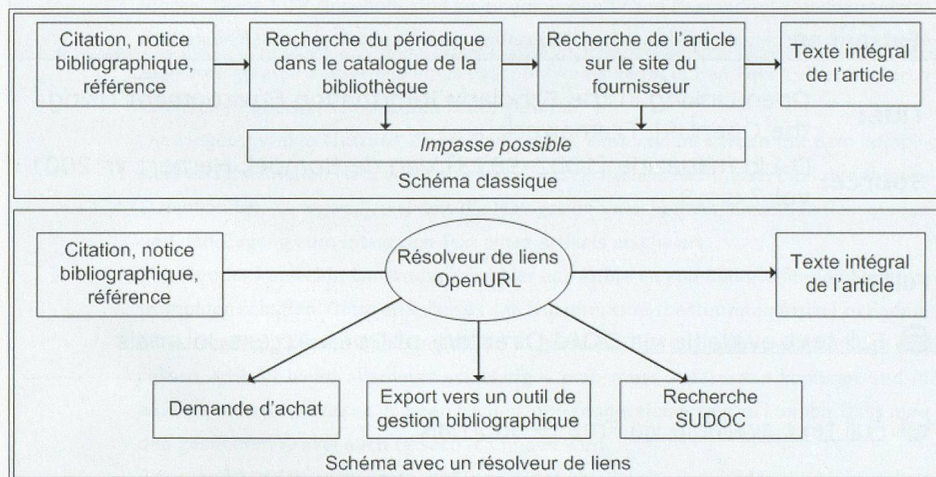 Citation, notice
bibliographique,
référence
Recherche du périodique
dans le catalogue de la
bibliothèque
Recherche de l'article
sur le site du
fournisseur
Texte intégral
de l'article
Impasse possible
Schéma classique
Citation, notice
bibliographique,
référence
Résolveur de liens
OpenURL
Texte intégral
de l'article
Demande d'achat
Export vers un outil de
gestion bibliographique
Recherche
SUDOC
Schéma avec un résolveur de liens